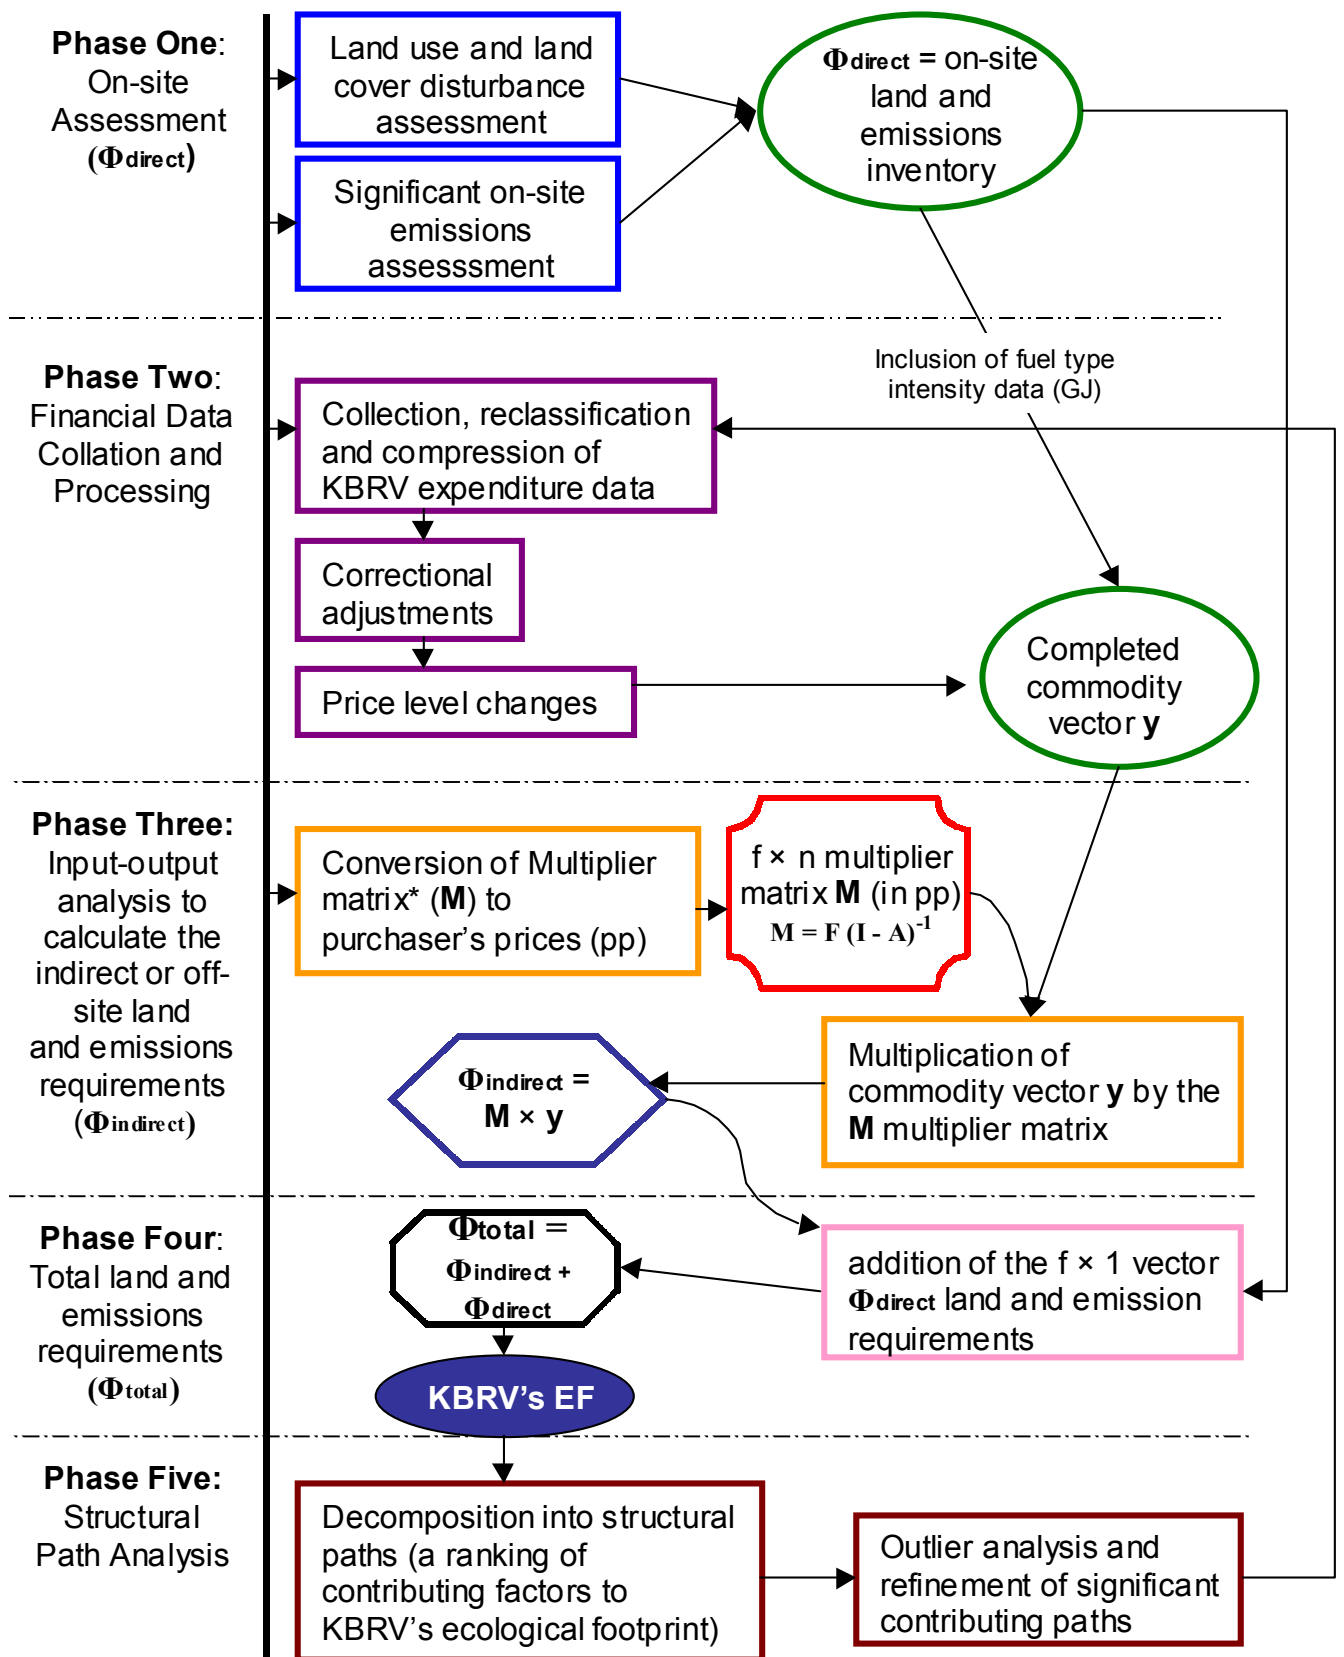 Phase One:
On-site
Assessment
(Φdirect)
Land use and land
cover disturbance
assessment
Significant on-site
emissions
assesssment
Φdirect = on-site
land and
emissions
inventory
Inclusion of fuel type
intensity data (GJ)
Phase Two:
Financial Data
Collation and
Processing
Collection, reclassification
and compression of
KBRV expenditure data
Correctional
adjustments
Price level changes
Completed
commodity
vector y
Phase Three:
Input-output
analysis to
calculate the
indirect or off-
site land
and emissions
requirements
(Φindirect)
Conversion of Multiplier
matrix* (M) to
purchaser's prices (pp)
f × n multiplier
matrix M (in pp)
M = F (I - A)-1
Multiplication of
commodity vector y by the
M multiplier matrix
Φindirect =
M × y
Phase Four:
Total land and
emissions
requirements
(Φtotal)
Φtotal =
Φindirect +
Φdirect
addition of the f × 1 vector
Φdirect land and emission
requirements
KBRV's EF
Phase Five:
Structural
Path Analysis
Decomposition into structural
paths (a ranking of
contributing factors to
KBRV's ecological footprint)
Outlier analysis and
refinement of significant
contributing paths